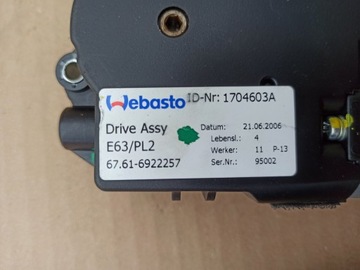 Webasto ID-Nr: 1704603A
Drive Assy Datum: 21.06.2006
E63/PL2 Lebensl.: 4
Werker: 11 P-13
67.61-6922257 Ser.Nr.: 95002